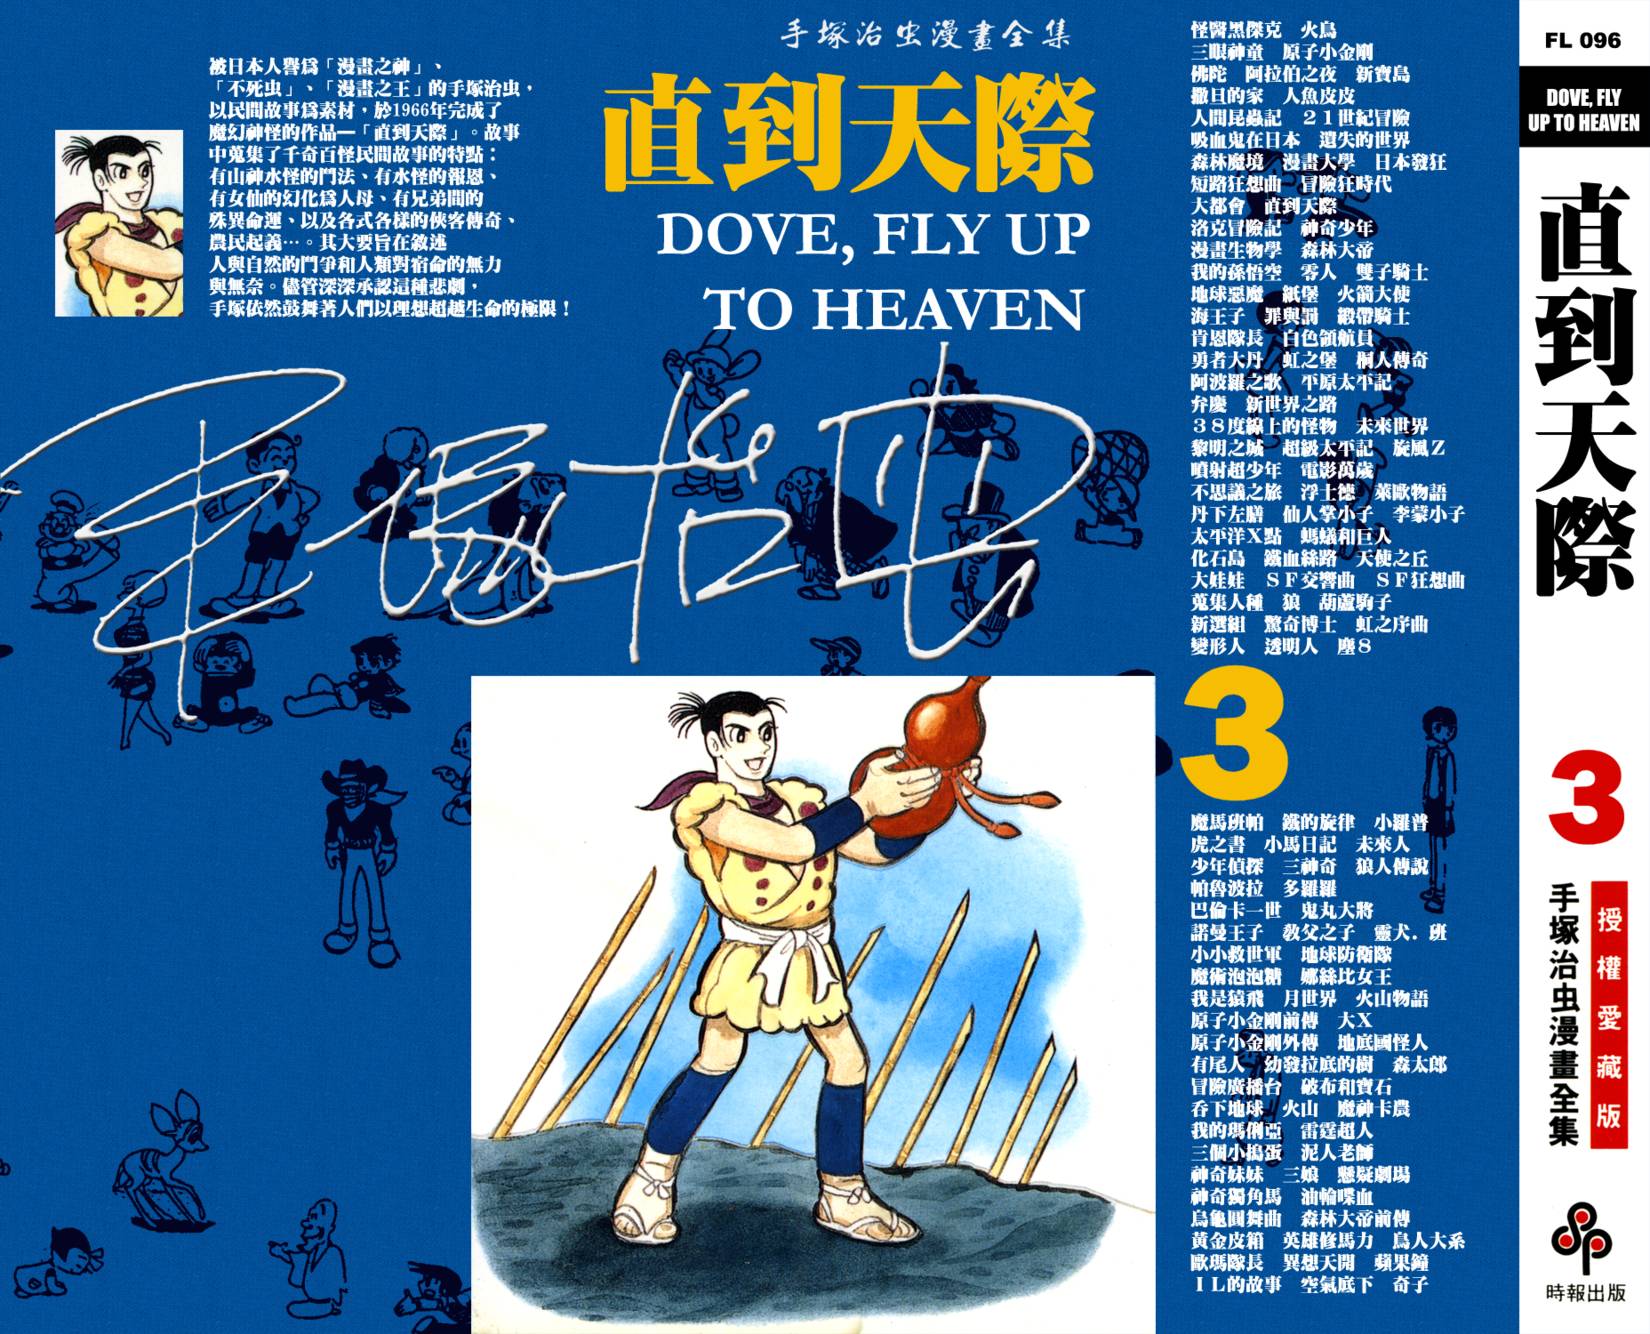 手塚治虫漫畫全集
直到天際
DOVE, FLY UP
TO HEAVEN
被日本人譽爲「漫畫之神」、
「不死虫」、「漫畫之王」的手塚治虫，
以民間故事爲素材，於1966年完成了
魔幻神怪的作品—「直到天際」。故事
中蒐集了千奇百怪民間故事的特點：
有山神水怪的鬥法、有水怪的報恩、
有女仙的幻化爲人母、有兄弟間的
殊異命運、以及各式各樣的俠客傳奇、
農民起義…。其大要旨在敘述
人與自然的鬥爭和人類對宿命的無力
與無奈。儘管深深承認這種悲劇，
手塚依然鼓舞著人們以理想超越生命的極限！
手塚治虫
怪醫黑傑克　火鳥
三眼神童　原子小金剛
佛陀　阿拉伯之夜　新寶島
撒旦的家　人魚皮皮
人間昆蟲記　２１世紀冒險
吸血鬼在日本　遺失的世界
森林魔境　漫畫大學　日本發狂
短路狂想曲　冒險狂時代
大都會　直到天際
洛克冒險記　神奇少年
漫畫生物學　森林大帝
我的孫悟空　零人　雙子騎士
地球惡魔　紙堡　火箭大使
海王子　罪與罰　緞帶騎士
肯恩隊長　白色領航員
勇者大丹　虹之堡　桐人傳奇
阿波羅之歌　平原太平記
弁慶　新世界之路
３８度線上的怪物　未來世界
黎明之城　超級太平記　旋風Ｚ
噴射超少年　電影萬歲
不思議之旅　浮士德　萊歐物語
丹下左膳　仙人掌小子　李蒙小子
太平洋Ｘ點　螞蟻和巨人
化石島　鐵血絲路　天使之丘
大娃娃　ＳＦ交響曲　ＳＦ狂想曲
蒐集人種　狼　葫蘆駒子
新選組　驚奇博士　虹之序曲
變形人　透明人　塵８
3
魔馬班帕　鐵的旋律　小羅普
虎之書　小馬日記　未來人
少年偵探　三神奇　狼人傳說
帕魯波拉　多羅羅
巴倫卡一世　鬼丸大將
諾曼王子　教父之子　靈犬．班
小小救世軍　地球防衛隊
魔術泡泡糖　娜絲比女王
我是猿飛　月世界　火山物語
原子小金剛前傳　大Ｘ
原子小金剛外傳　地底國怪人
有尾人　幼發拉底的樹　森太郎
冒險廣播台　破布和寶石
吞下地球　火山　魔神卡農
我的瑪俐亞　雷霆超人
三個小搗蛋　泥人老師
神奇妹妹　三娘　懸疑劇場
神奇獨角馬　油輪喋血
烏龜圓舞曲　森林大帝前傳
黃金皮箱　英雄修馬力　鳥人大系
歐瑪隊長　異想天開　蘋果鐘
ＩＬ的故事　空氣底下　奇子
FL 096
DOVE, FLY
UP TO HEAVEN
直到天際
3
授權愛藏版
手塚治虫漫畫全集
時報出版